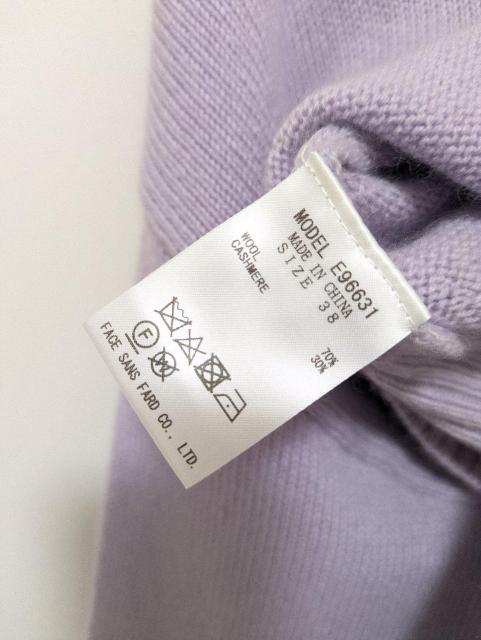 MODEL E96631
MADE IN CHINA
SIZE 38
WOOL 70%
CASHMERE 30%
F
W
FACE SANS FARD CO., LTD.